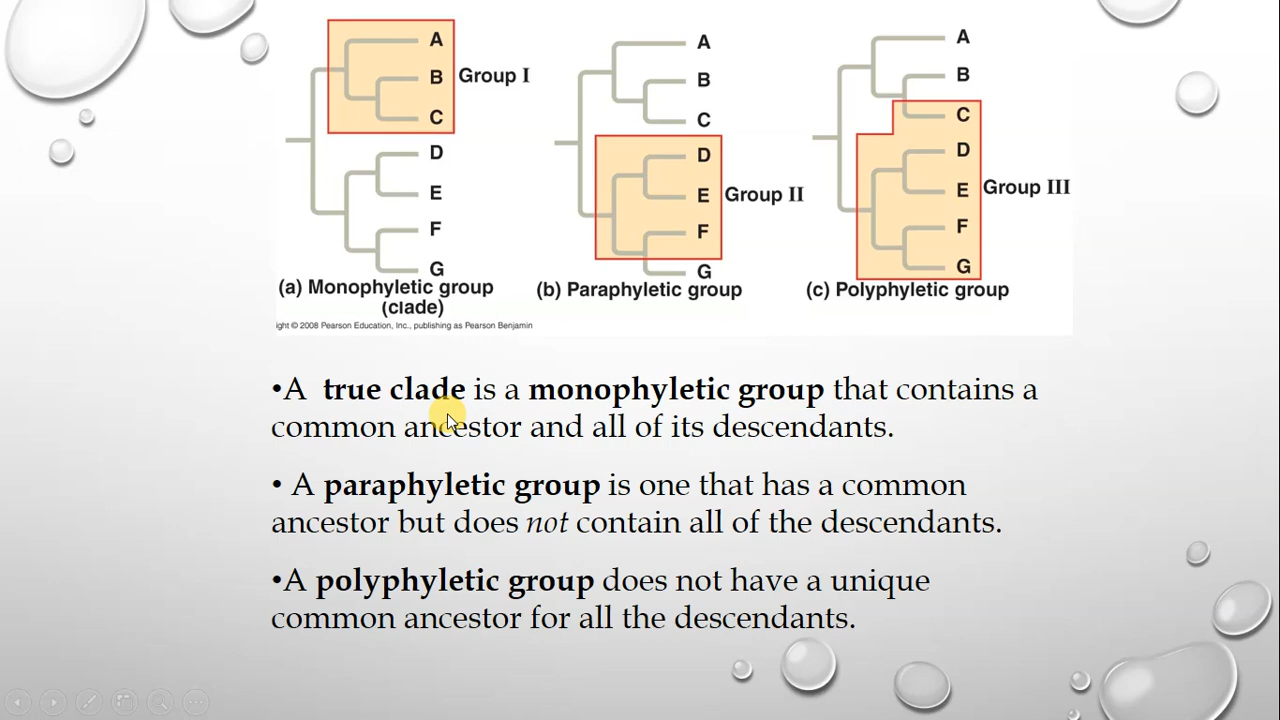 A
B
C
Group I
D
E
F
G
(a) Monophyletic group
(clade)
A
B
C
D
E
Group II
F
G
(b) Paraphyletic group
A
B
C
D
E
Group III
F
G
(c) Polyphyletic group
ight © 2008 Pearson Education, Inc., publishing as Pearson Benjamin
•A true clade is a monophyletic group that contains a
common ancestor and all of its descendants.
• A paraphyletic group is one that has a common
ancestor but does not contain all of the descendants.
•A polyphyletic group does not have a unique
common ancestor for all the descendants.